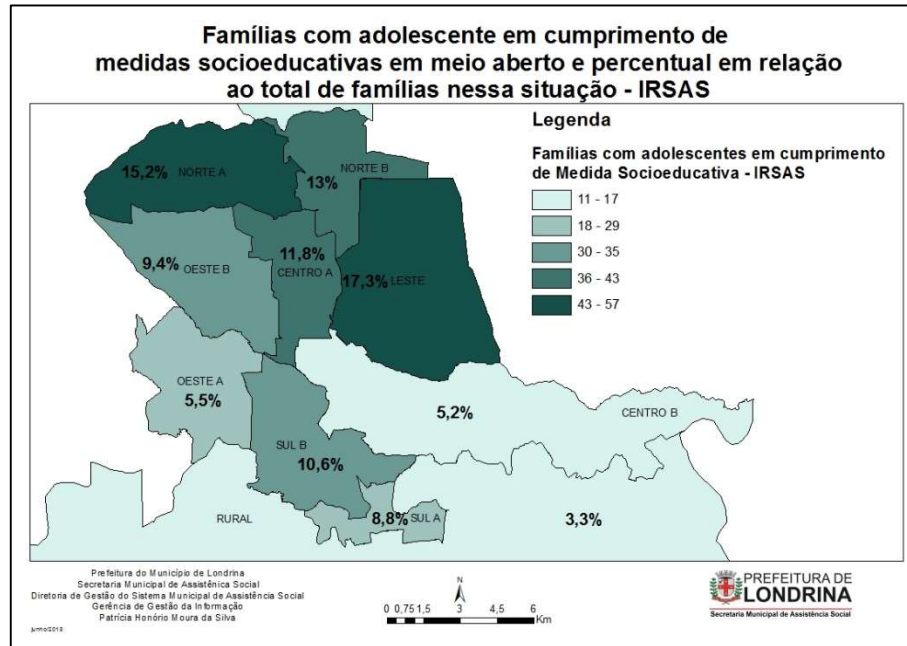 Famílias com adolescente em cumprimento de
medidas socioeducativas em meio aberto e percentual em relação
ao total de famílias nessa situação - IRSAS
Legenda
Famílias com adolescentes em cumprimento
de Medida Socioeducativa - IRSAS
11 - 17
18 - 29
30 - 35
36 - 43
43 - 57
15,2% NORTE A
NORTE B
13%
9,4%
OESTE B
11,8%
CENTRO A
17,3% LESTE
OESTE A
5,5%
5,2%
CENTRO B
SUL B
10,6%
RURAL
8,8% SUL A
3,3%
Prefeitura do Município de Londrina
Secretaria Municipal de Assistênica Social
Diretoria de Gestão do Sistema Municipal de Assistência Social
Gerência de Gestão da Informação
Patrícia Honório Moura da Silva
N
0 0,75 1,5 3 4,5 6
Km
PREFEITURA DE
LONDRINA
Secretaria Municipal de Assistência Social